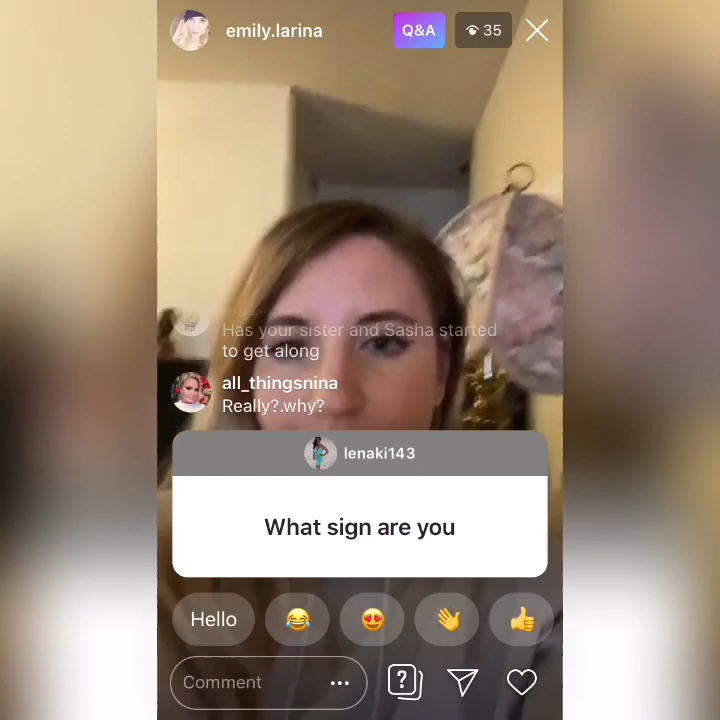 emily.larina
Q&A
35
Has your sister and Sasha started
to get along
all_thingsnina
Really?.why?
lenaki143
What sign are you
Hello
Comment